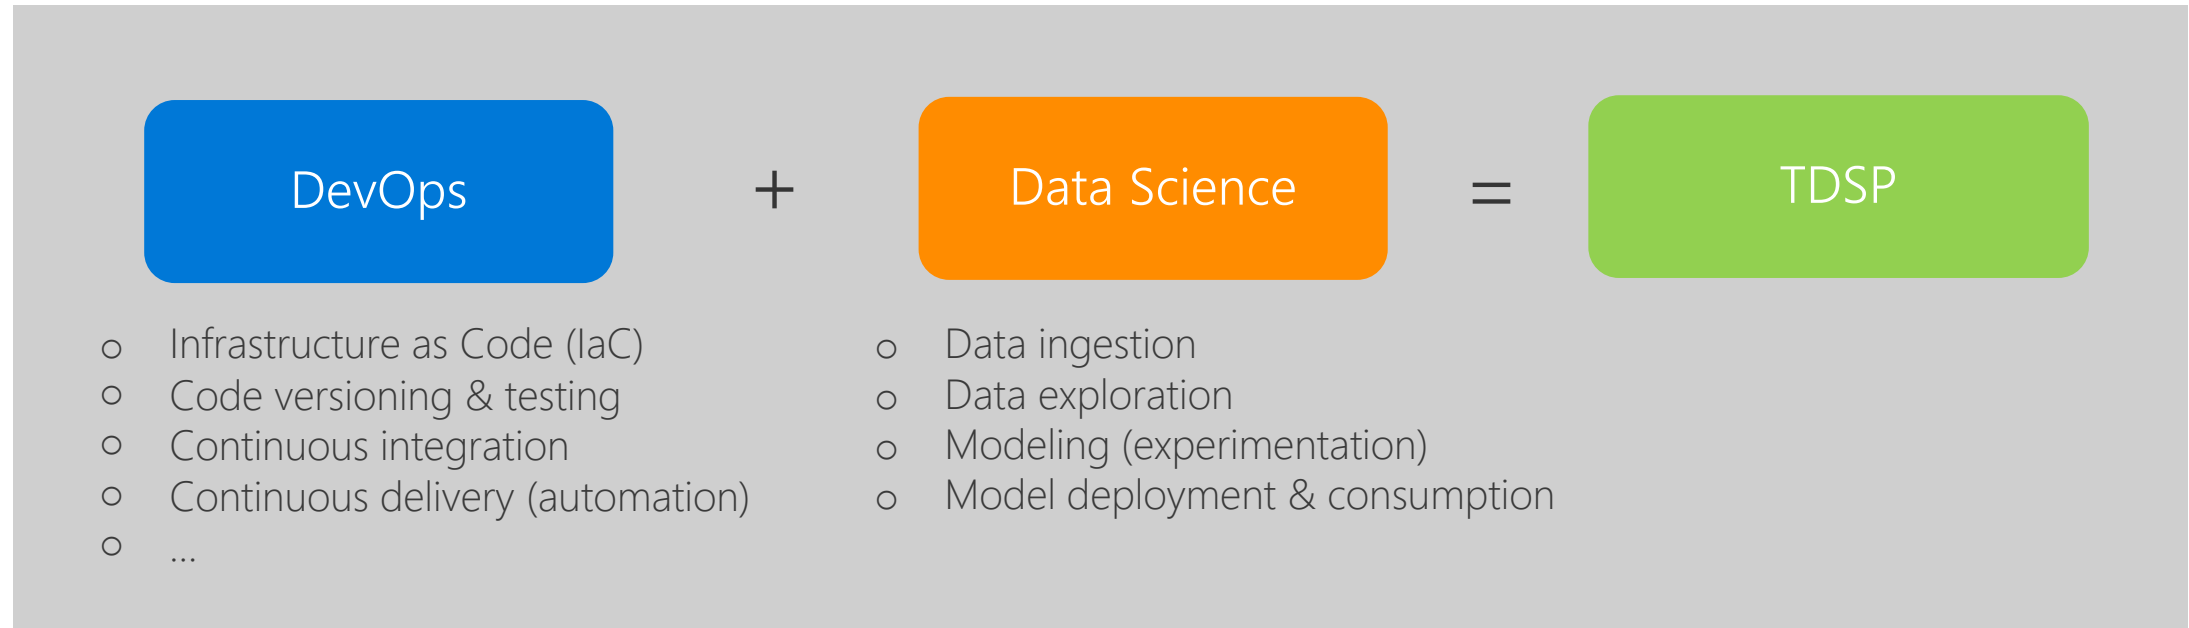 DevOps
+
Data Science
=
TDSP
Infrastructure as Code (IaC)
Code versioning & testing
Continuous integration
Continuous delivery (automation)
...
Data ingestion
Data exploration
Modeling (experimentation)
Model deployment & consumption